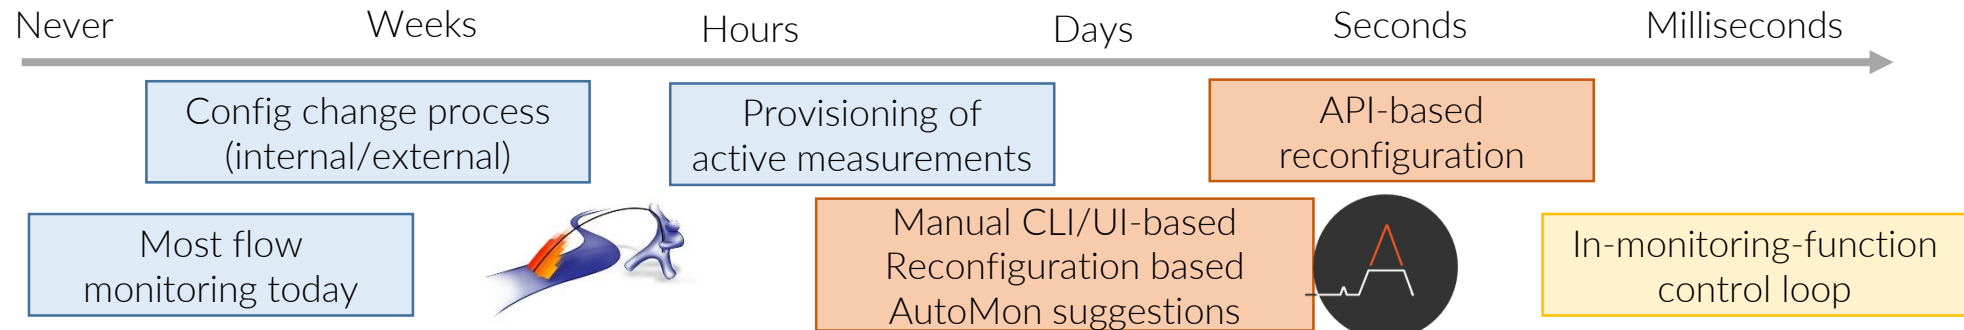 Never
Weeks
Hours
Days
Seconds
Milliseconds
Config change process
(internal/external)
Provisioning of
active measurements
API-based
reconfiguration
Most flow
monitoring today
Manual CLI/UI-based
Reconfiguration based
AutoMon suggestions
In-monitoring-function
control loop